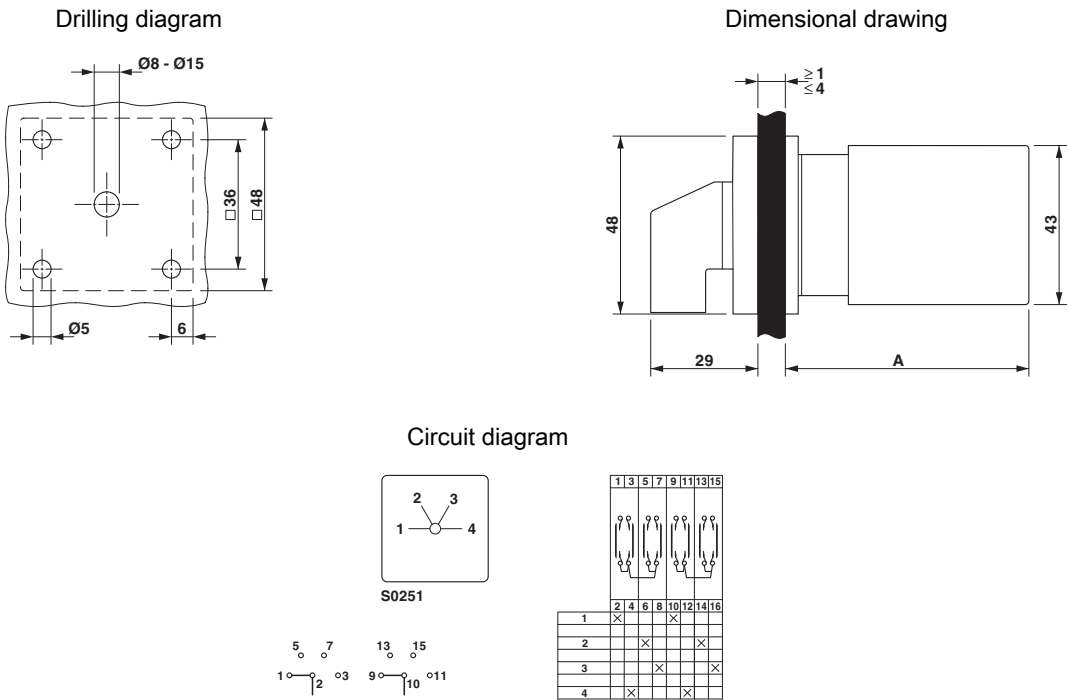 Drilling diagram
Dimensional drawing
Ø8 - Ø15
□36
□48
Ø5
6
≥1
≤4
48
43
29
A
Circuit diagram
2 3
1 4
S0251
5 7
1 2 3
13 15
9 10 11
1 3 5 7 9 11 13 15
2 4 6 8 10 12 14 16
1 × ×
2 × ×
3 × ×
4 × ×